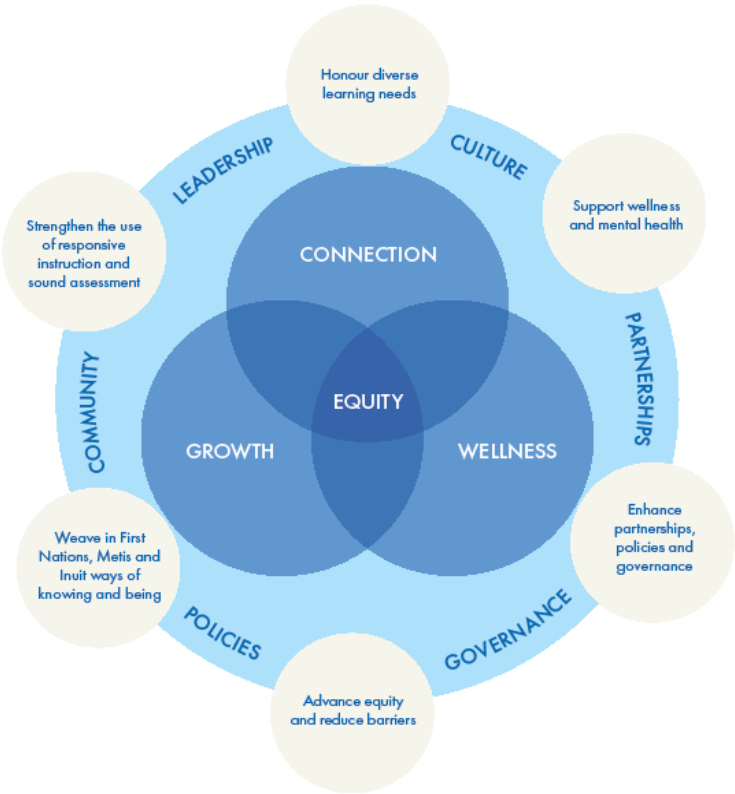 Honour diverse
learning needs
LEADERSHIP
CULTURE
Support wellness
and mental health
Strengthen the use
of responsive
instruction and
sound assessment
CONNECTION
PARTNERSHIPS
COMMUNITY
EQUITY
GROWTH
WELLNESS
Enhance
partnerships,
policies and
governance
Weave in First
Nations, Metis and
Inuit ways of
knowing and being
POLICIES
GOVERNANCE
Advance equity
and reduce barriers